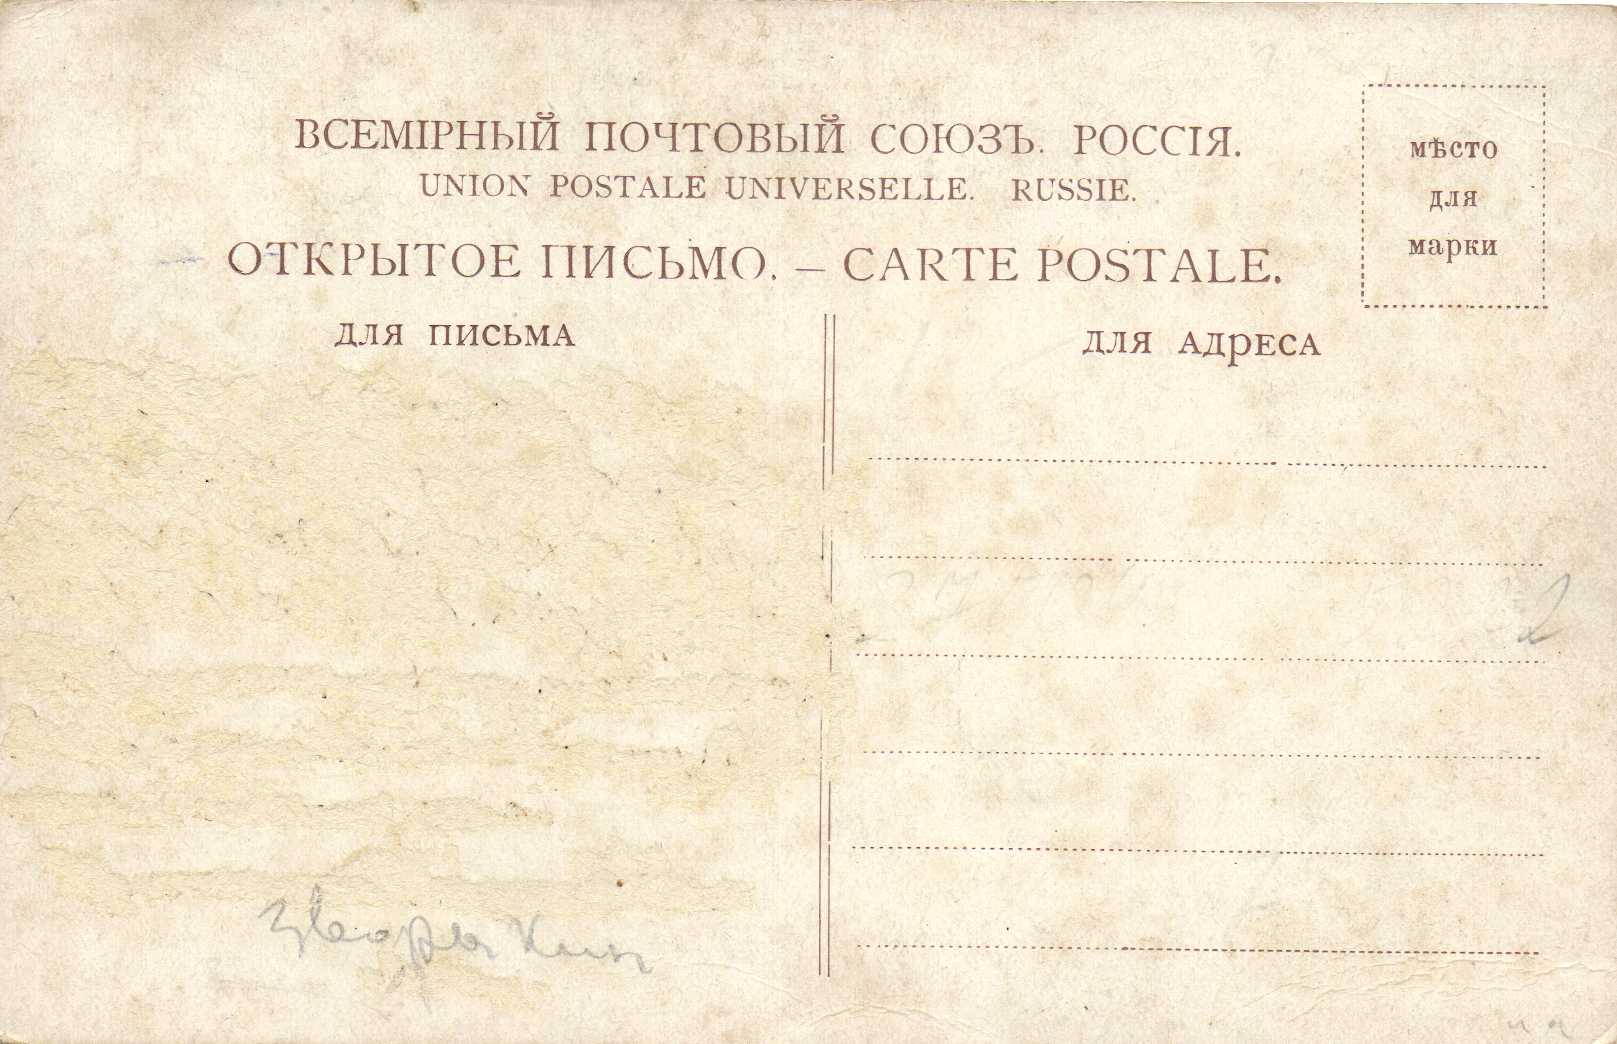 ВСЕМІРНЫЙ ПОЧТОВЫЙ СОЮЗЪ. РОССІЯ.
UNION POSTALE UNIVERSELLE. RUSSIE.
ОТКРЫТОЕ ПИСЬМО. – CARTE POSTALE.
мѣсто
для
марки
для письма
для адреса
2